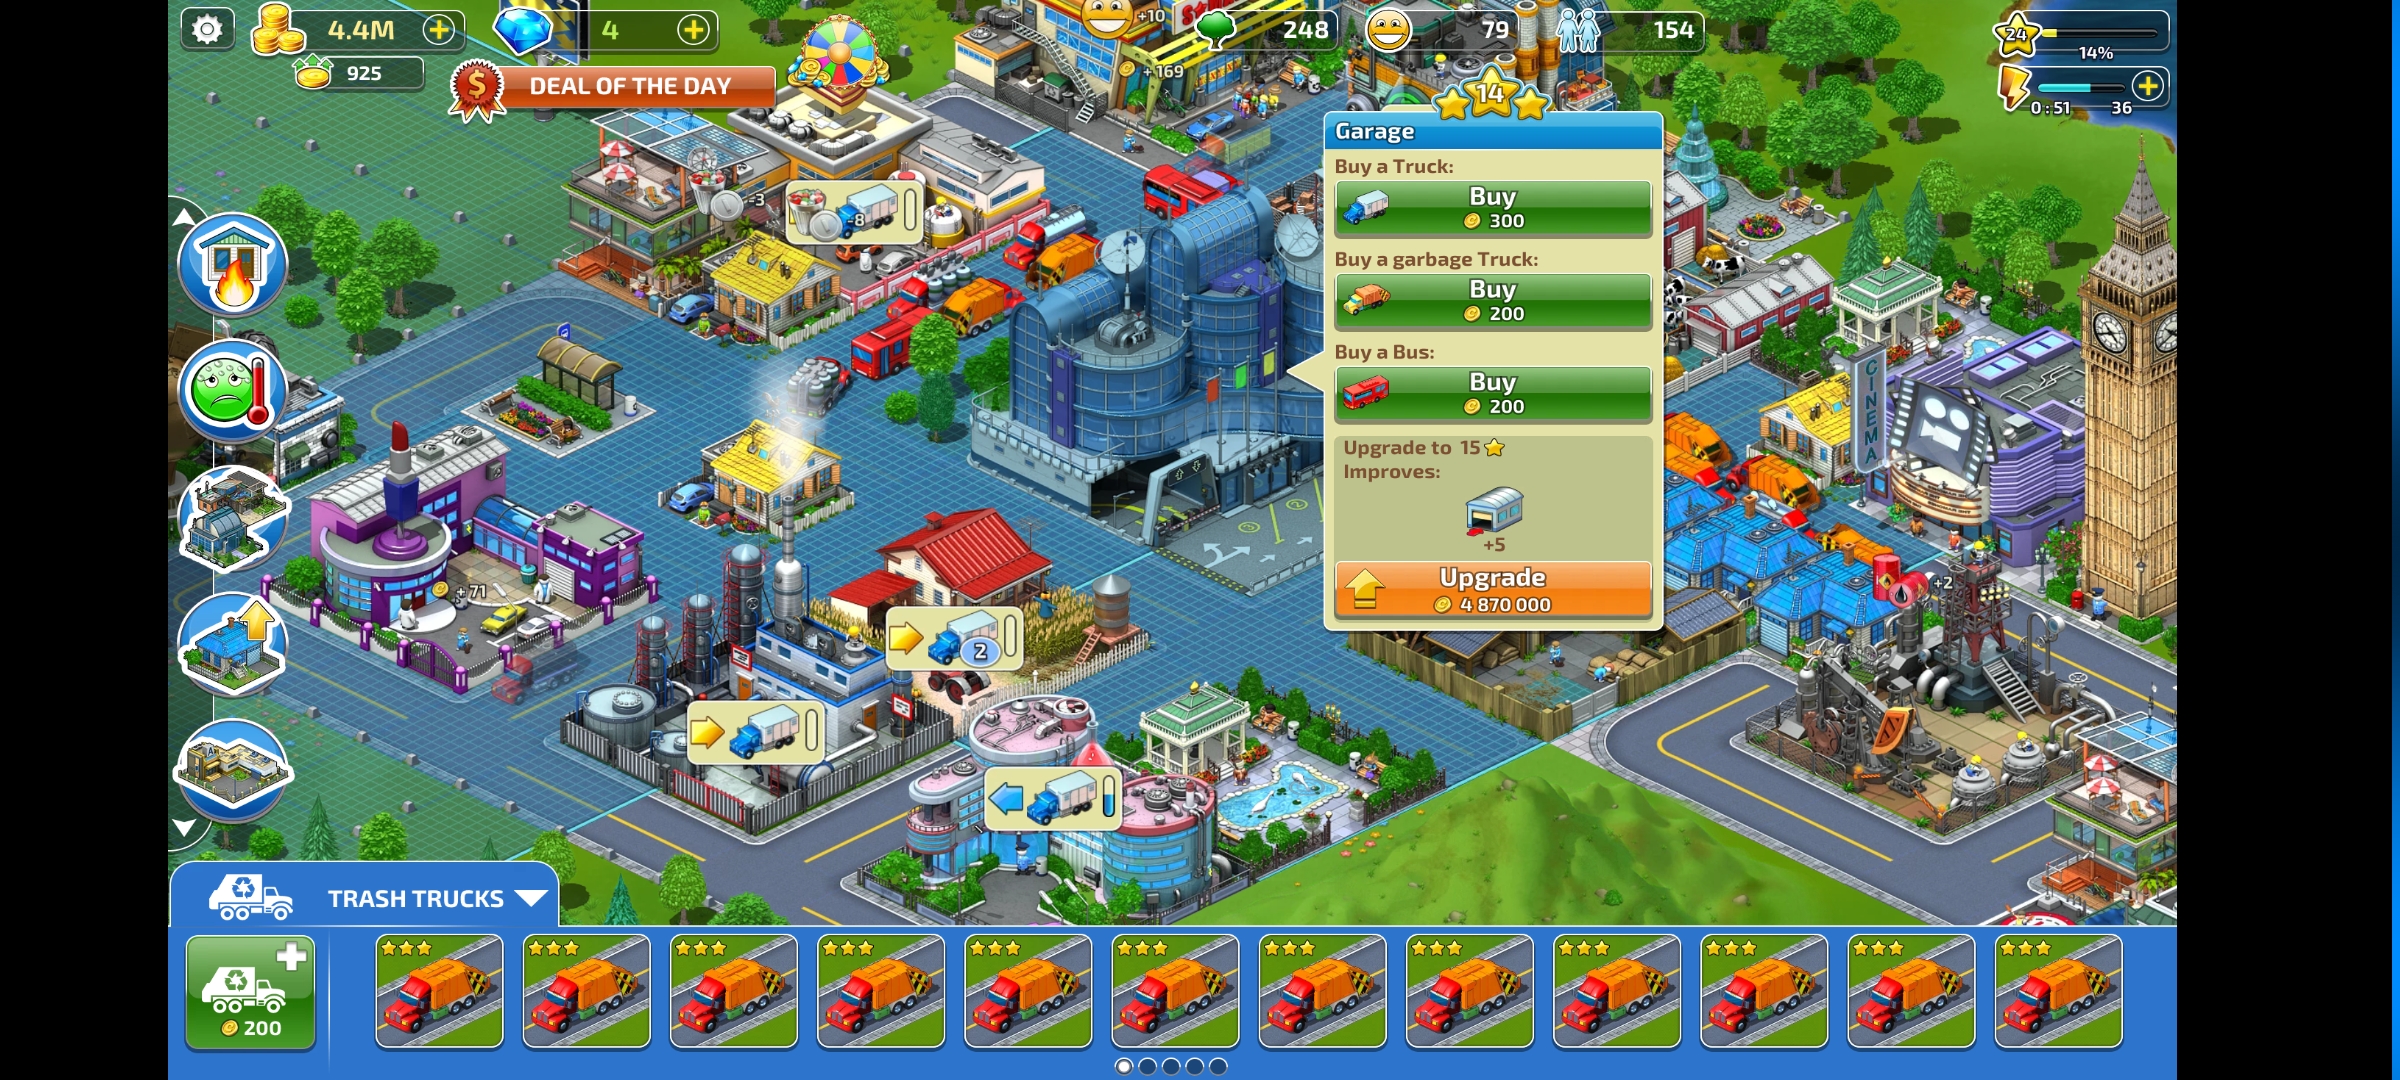 4.4M
4
+10
248
79
154
24
14%
925
DEAL OF THE DAY
+169
0:51
36
14
Garage
Buy a Truck:
Buy
300
Buy a garbage Truck:
Buy
200
Buy a Bus:
Buy
200
Upgrade to 15
Improves:
+5
Upgrade
4 870 000
-3
-8
CINEMA
+71
+2
2
TRASH TRUCKS
200